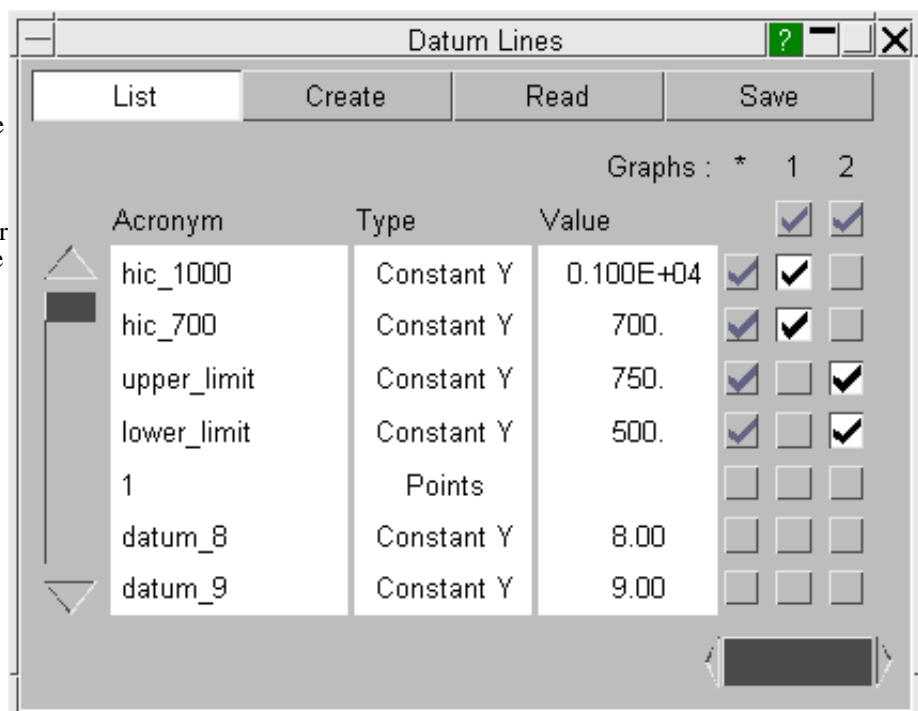 Datum Lines ?
List Create Read Save
e
Graphs : * 1 2
r
Acronym Type Value
e
hic_1000 Constant Y 0.100E+04
hic_700 Constant Y 700.
upper_limit Constant Y 750.
lower_limit Constant Y 500.
1 Points
datum_8 Constant Y 8.00
datum_9 Constant Y 9.00